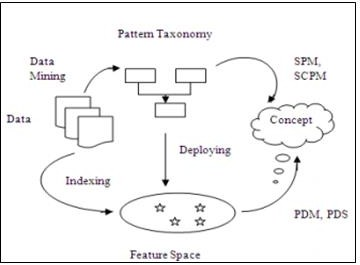 Pattern Taxonomy
Data
Mining
SPM,
SCPM
Data
Concept
Deploying
Indexing
PDM, PDS
Feature Space